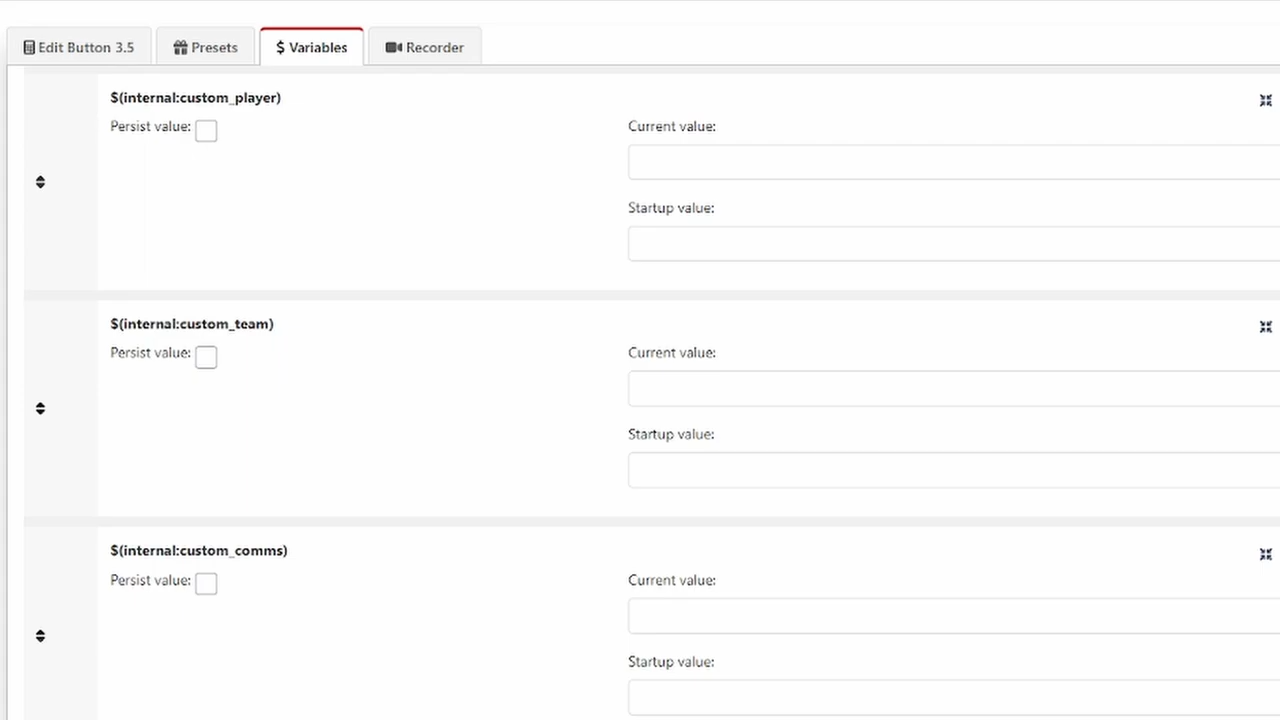 Edit Button 3.5 Presets $ Variables Recorder
$(internal:custom_player)
Persist value: Current value:
Startup value:
$(internal:custom_team)
Persist value: Current value:
Startup value:
$(internal:custom_comms)
Persist value: Current value:
Startup value: